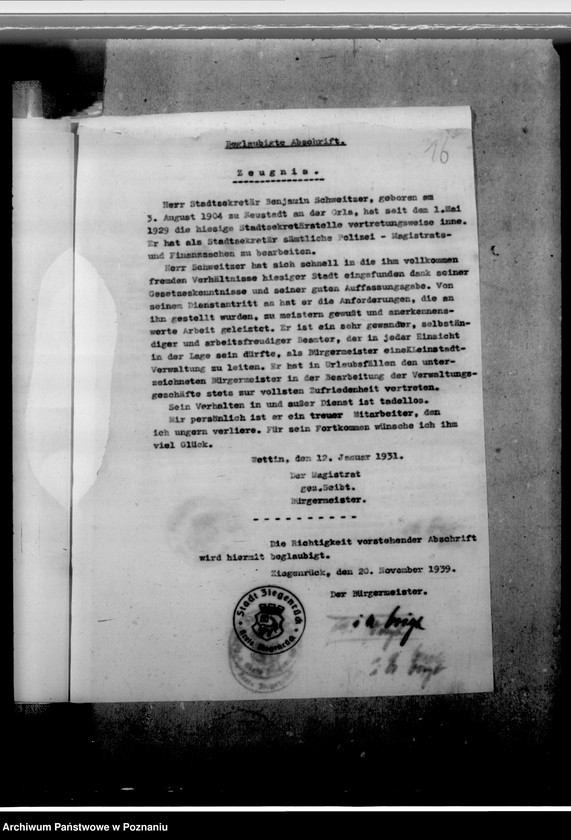 16
Beglaubigte Abschrift.
Zeugnis.
Herr Stadtsekretär Benjamin Schweitzer, geboren am
3. August 1904 zu Neustadt an der Orla, hat seit dem 1.Mai
1929 die hiesige Stadtsekretärstelle vertretungsweise inne.
Er hat als Stadtsekretär sämtliche Polizei - Magistrats-
und Finanzsachen zu bearbeiten.
Herr Schweitzer hat sich schnell in die ihm vollkommen
fremden Verhältnisse hiesiger Stadt eingefunden dank seiner
Gesetzeskenntnisse und seiner guten Auffassungsgabe. Von
seinem Dienstantritt an hat er die Anforderungen, die an
ihn gestellt wurden, zu meistern gewußt und anerkennens-
werte Arbeit geleistet. Er ist ein sehr gewander, selbstän-
diger und arbeitsfreudiger Beamter, der in jeder Einsicht
in der Lage sein dürfte, als Bürgermeister eineKleinstadt-
Verwaltung zu leiten. Er hat in Urlaubsfällen den unter-
zeichneten Bürgermeister in der Bearbeitung der Verwaltungs-
geschäfte stets zur vollsten Zufriedenheit vertreten.
Sein Verhalten in und außer Dienst ist tadellos.
Mir persönlich ist er ein treuer Mitarbeiter, den
ich ungern verliere. Für sein Fortkommen wünsche ich ihm
viel Glück.
Wettin, den 12. Januar 1931.
Der Magistrat
gez.Seibt.
Bürgermeister.
Die Richtigkeit vorstehender Abschrift
wird hiermit beglaubigt.
Ziegenrück, den 20. November 1939.
Der Bürgermeister.
Stadt Ziegenrück
Kreis Ziegenrück
Archiwum Państwowe w Poznaniu